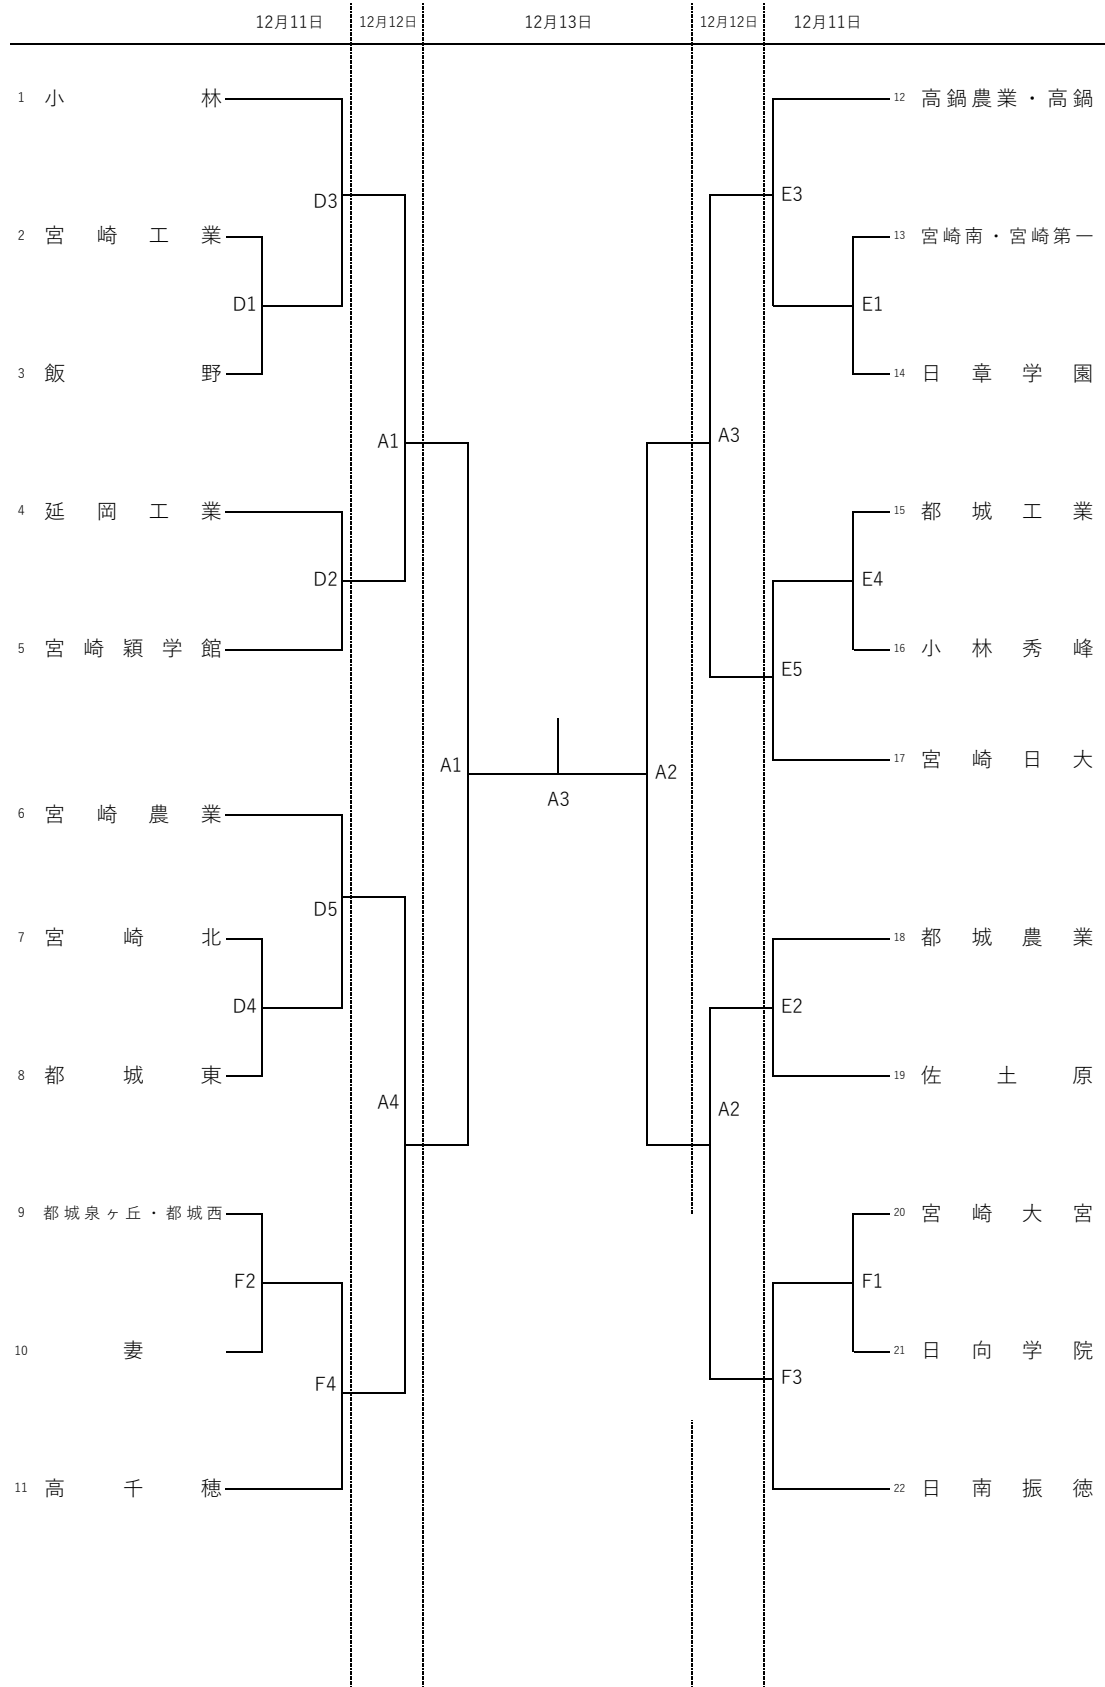 12月11日 12月12日 12月13日 12月12日 12月11日
1 小林 12 高鍋農業・高鍋
D3 E3
2 宮崎工業 13 宮崎南・宮崎第一
D1 E1
3 飯野 14 日章学園
A1 A3
4 延岡工業 15 都城工業
D2 E4
5 宮崎穎学館 16 小林秀峰
E5
17 宮崎日大
A1 A2
A3
6 宮崎農業
D5
7 宮崎北 18 都城農業
D4 E2
8 都城東 19 佐土原
A4 A2
9 都城泉ヶ丘・都城西 20 宮崎大宮
F2 F1
10 妻 21 日向学院
F4 F3
11 高千穂 22 日南振徳